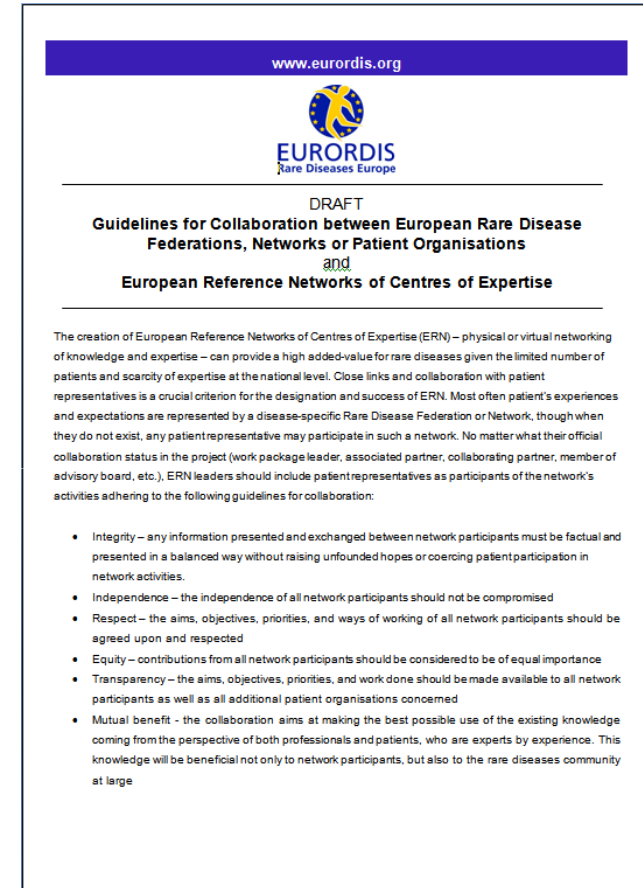 www.eurordis.org
EURORDIS
Rare Diseases Europe
DRAFT
Guidelines for Collaboration between European Rare Disease
Federations, Networks or Patient Organisations
and
European Reference Networks of Centres of Expertise
The creation of European Reference Networks of Centres of Expertise (ERN) – physical or virtual networking
of knowledge and expertise – can provide a high added-value for rare diseases given the limited number of
patients and scarcity of expertise at the national level. Close links and collaboration with patient
representatives is a crucial criterion for the designation and success of ERN. Most often patient's experiences
and expectations are represented by a disease-specific Rare Disease Federation or Network, though when
they do not exist, any patient representative may participate in such a network. No matter what their official
collaboration status in the project (work package leader, associated partner, collaborating partner, member of
advisory board, etc.), ERN leaders should include patient representatives as participants of the network's
activities adhering to the following guidelines for collaboration:
• Integrity – any information presented and exchanged between network participants must be factual and
presented in a balanced way without raising unfounded hopes or coercing patient participation in
network activities.
• Independence – the independence of all network participants should not be compromised
• Respect – the aims, objectives, priorities, and ways of working of all network participants should be
agreed upon and respected
• Equity – contributions from all network participants should be considered to be of equal importance
• Transparency – the aims, objectives, priorities, and work done should be made available to all network
participants as well as all additional patient organisations concerned
• Mutual benefit - the collaboration aims at making the best possible use of the existing knowledge
coming from the perspective of both professionals and patients, who are experts by experience. This
knowledge will be beneficial not only to network participants, but also to the rare diseases community
at large